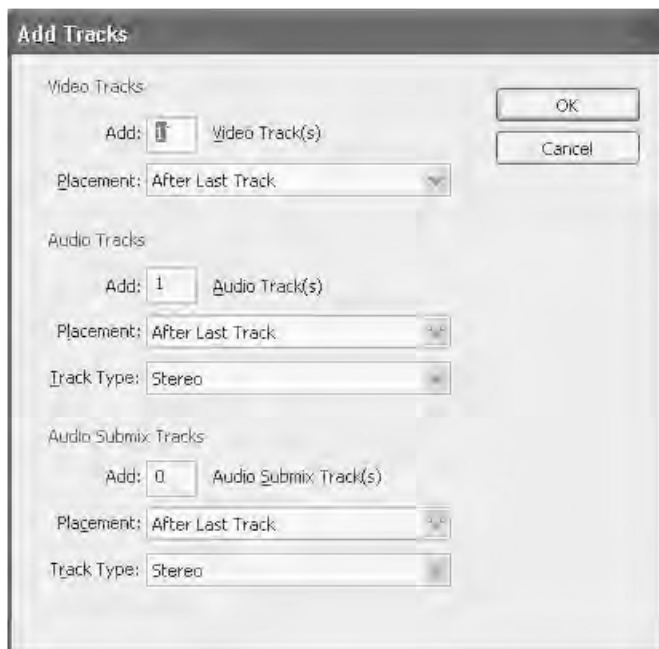 Add Tracks
Video Tracks
Add: 1 Video Track(s)
Placement: After Last Track
OK
Cancel
Audio Tracks
Add: 1 Audio Track(s)
Placement: After Last Track
Track Type: Stereo
Audio Submix Tracks
Add: 0 Audio Submix Track(s)
Placement: After Last Track
Track Type: Stereo